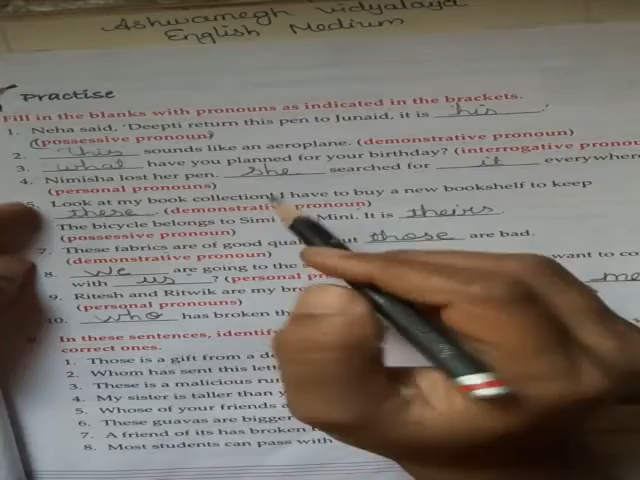 Ashwamegh Vidyalaya
English Medium
Practise
Fill in the blanks with pronouns as indicated in the brackets.
1. Neha said, 'Deepti return this pen to Junaid, it is his .'
(possessive pronoun)
2. this sounds like an aeroplane. (demonstrative pronoun)
3. what have you planned for your birthday? (interrogative pronou
4. Nimisha lost her pen. she searched for it everywhere
(personal pronouns)
5. Look at my book collection! I have to buy a new bookshelf to keep
these . (demonstrative pronoun)
The bicycle belongs to Simi Mini. It is theirs.
(possessive pronoun)
7. These fabrics are of good qua but those are bad.
(demonstrative pronoun)
8. we are going to the want to co
with us ? (personal pr me
9. Ritesh and Ritwik are my bro
(personal pronouns)
10. who has broken th
In these sentences, identif
correct ones.
1. Those is a gift from a de
2. Whom has sent this lett
3. These is a malicious ru
4. My sister is taller than y
5. Whose of your friends a
6. These guavas are bigger
7. A friend of its has broken
8. Most students can pass with